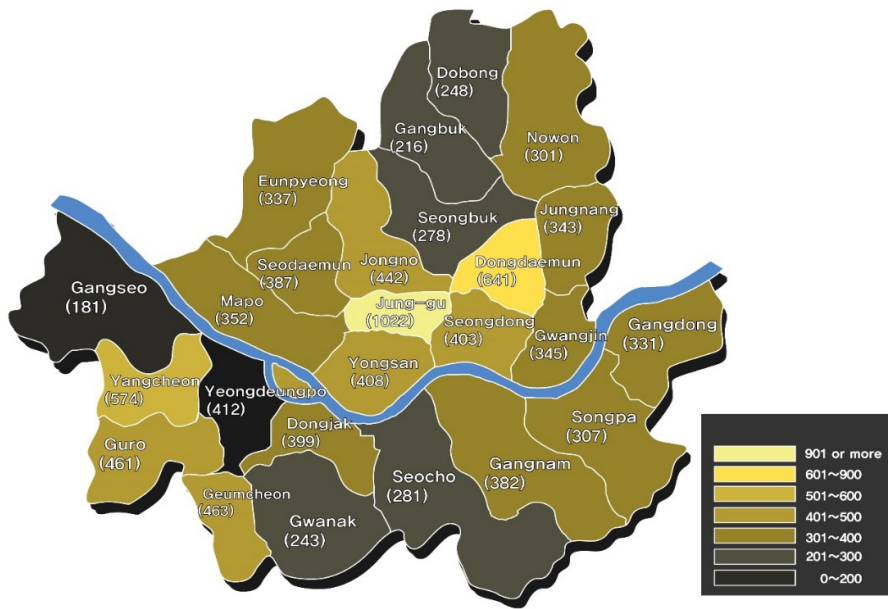 Dobong
(248)
Gangbuk
(216)
Nowon
(301)
Eunpyeong
(337)
Seongbuk
(278)
Jungnang
(343)
Seodaemun
(387)
Jongno
(442)
Dongdaemun
(641)
Gangseo
(181)
Mapo
(352)
Jung-gu
(1022)
Seongdong
(403)
Gwangjin
(345)
Gangdong
(331)
Yangcheon
(574)
Yeongdeungpo
(412)
Yongsan
(408)
Songpa
(307)
Guro
(461)
Dongjak
(399)
Geumcheon
(463)
Gwanak
(243)
Seocho
(281)
Gangnam
(382)
901 or more
601~900
501~600
401~500
301~400
201~300
0~200